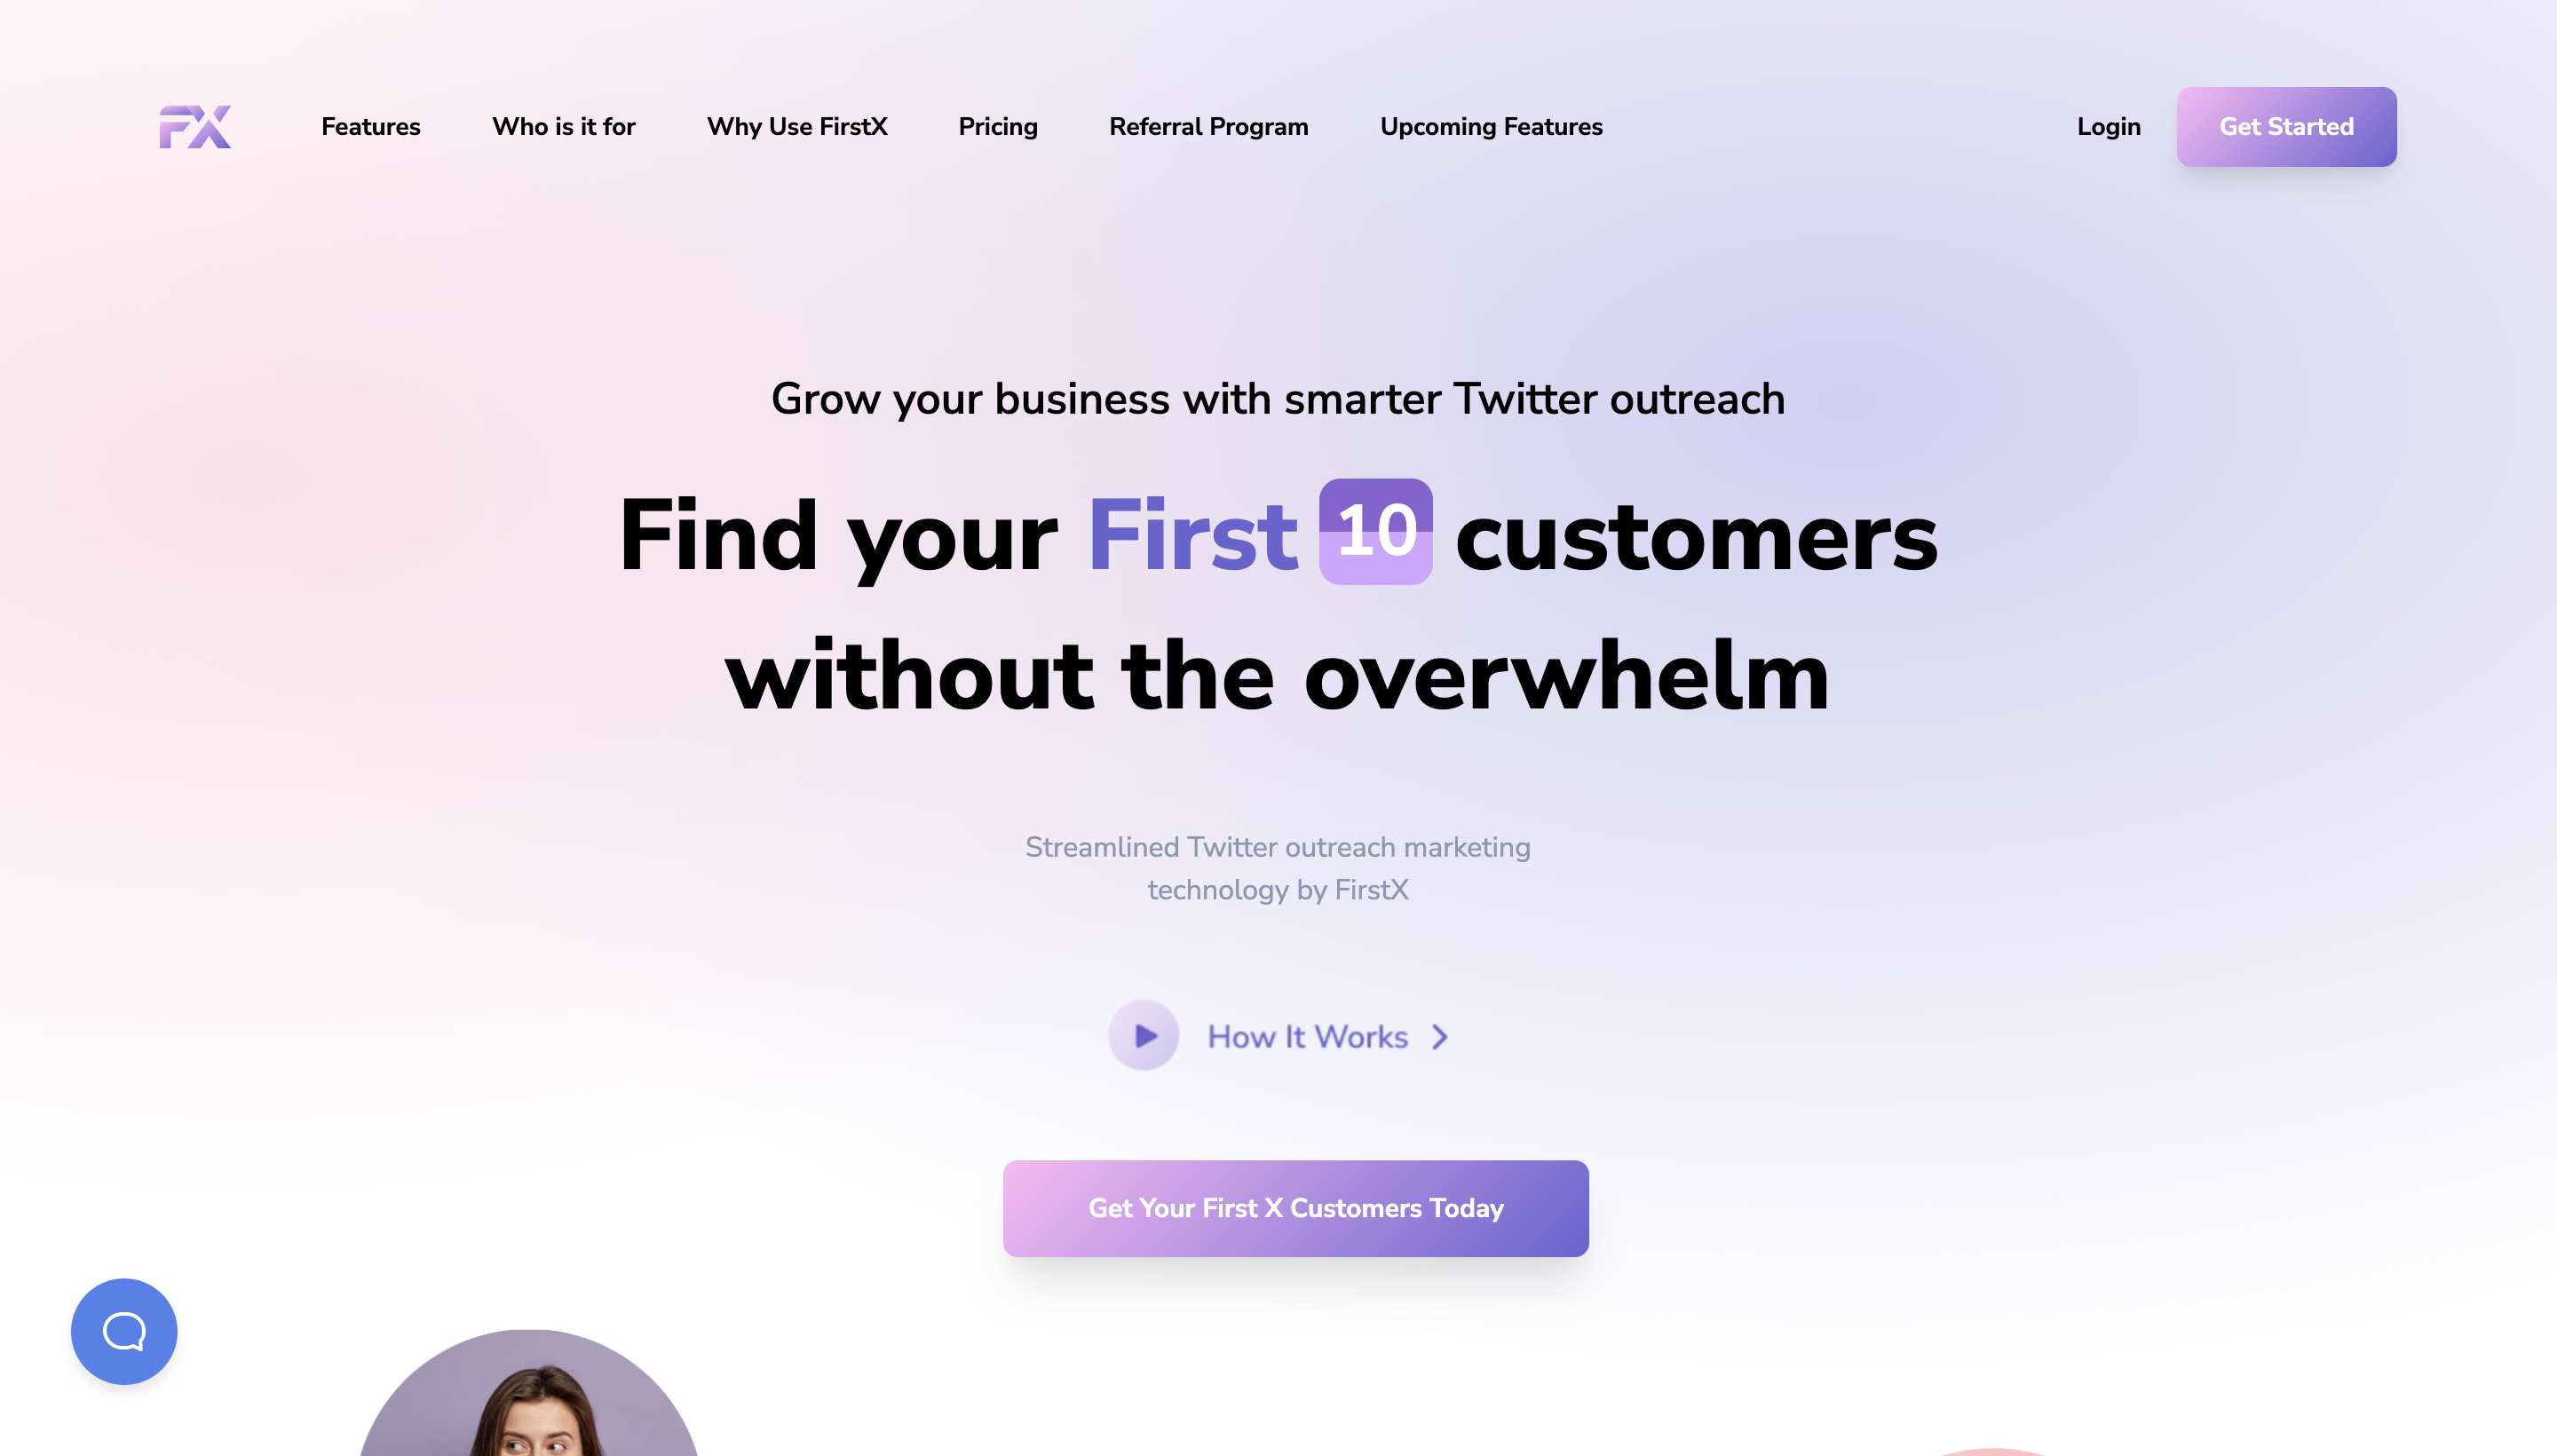 FX
Features
Who is it for
Why Use FirstX
Pricing
Referral Program
Upcoming Features
Login
Get Started
Grow your business with smarter Twitter outreach
Find your First 10 customers
without the overwhelm
Streamlined Twitter outreach marketing
technology by FirstX
How It Works
Get Your First X Customers Today